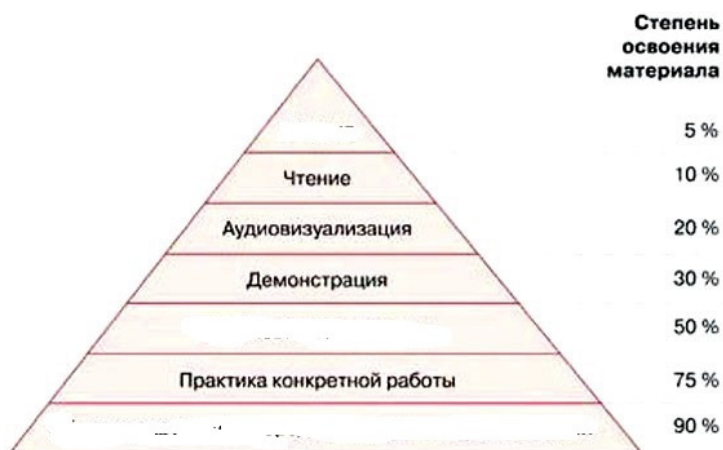 Степень
освоения
материала
5 %
Чтение 10 %
Аудиовизуализация 20 %
Демонстрация 30 %
50 %
Практика конкретной работы 75 %
90 %